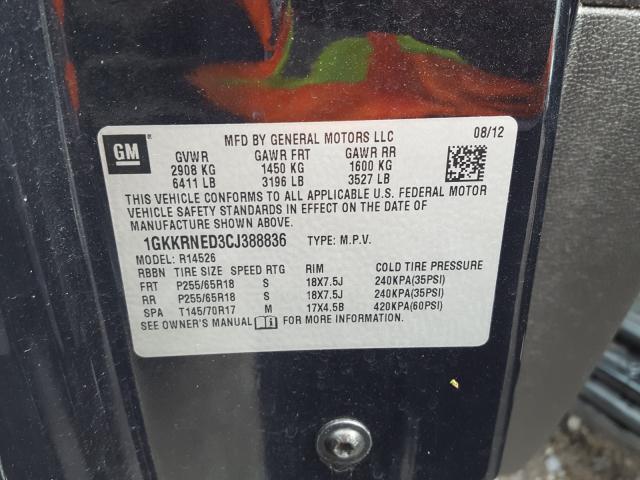 GM
MFD BY GENERAL MOTORS LLC 08/12
GVWR GAWR FRT GAWR RR
2908 KG 1450 KG 1600 KG
6411 LB 3196 LB 3527 LB
THIS VEHICLE CONFORMS TO ALL APPLICABLE U.S. FEDERAL MOTOR
VEHICLE SAFETY STANDARDS IN EFFECT ON THE DATE OF
MANUFACTURE SHOWN ABOVE.
1GKKRNED3CJ388836 TYPE: M.P.V.
MODEL: R14526
RBBN TIRE SIZE SPEED RTG RIM COLD TIRE PRESSURE
FRT P255/65R18 S 18X7.5J 240KPA(35PSI)
RR P255/65R18 S 18X7.5J 240KPA(35PSI)
SPA T145/70R17 M 17X4.5B 420KPA(60PSI)
SEE OWNER'S MANUAL FOR MORE INFORMATION.